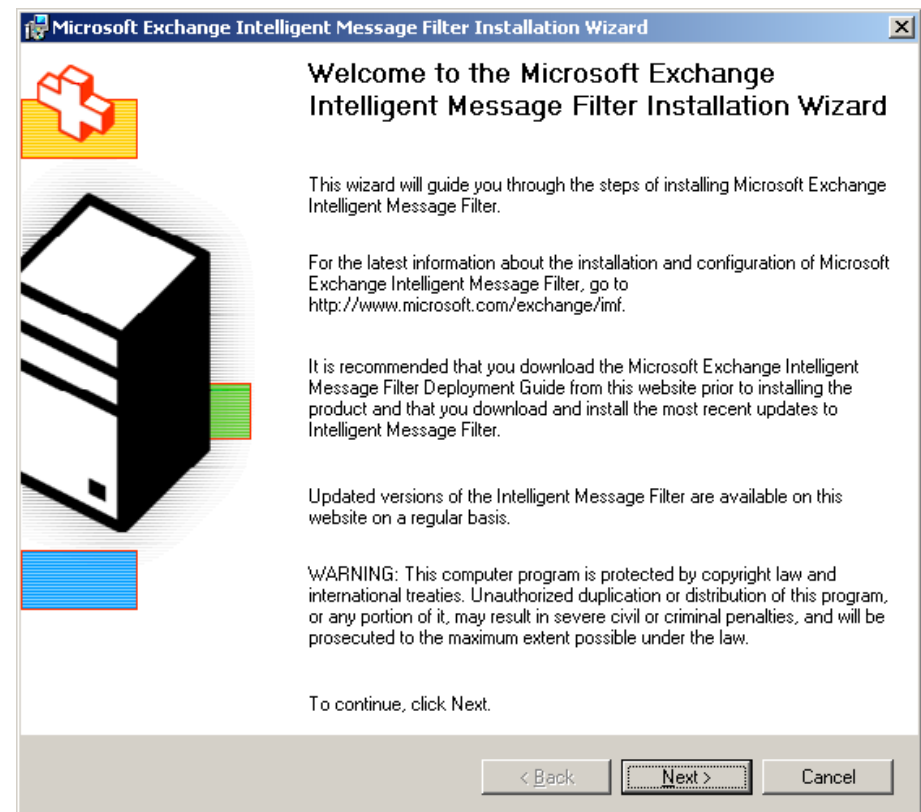 Microsoft Exchange Intelligent Message Filter Installation Wizard
Welcome to the Microsoft Exchange
Intelligent Message Filter Installation Wizard
This wizard will guide you through the steps of installing Microsoft Exchange
Intelligent Message Filter.
For the latest information about the installation and configuration of Microsoft
Exchange Intelligent Message Filter, go to
http://www.microsoft.com/exchange/imf.
It is recommended that you download the Microsoft Exchange Intelligent
Message Filter Deployment Guide from this website prior to installing the
product and that you download and install the most recent updates to
Intelligent Message Filter.
Updated versions of the Intelligent Message Filter are available on this
website on a regular basis.
WARNING: This computer program is protected by copyright law and
international treaties. Unauthorized duplication or distribution of this program,
or any portion of it, may result in severe civil or criminal penalties, and will be
prosecuted to the maximum extent possible under the law.
To continue, click Next.
< Back Next > Cancel